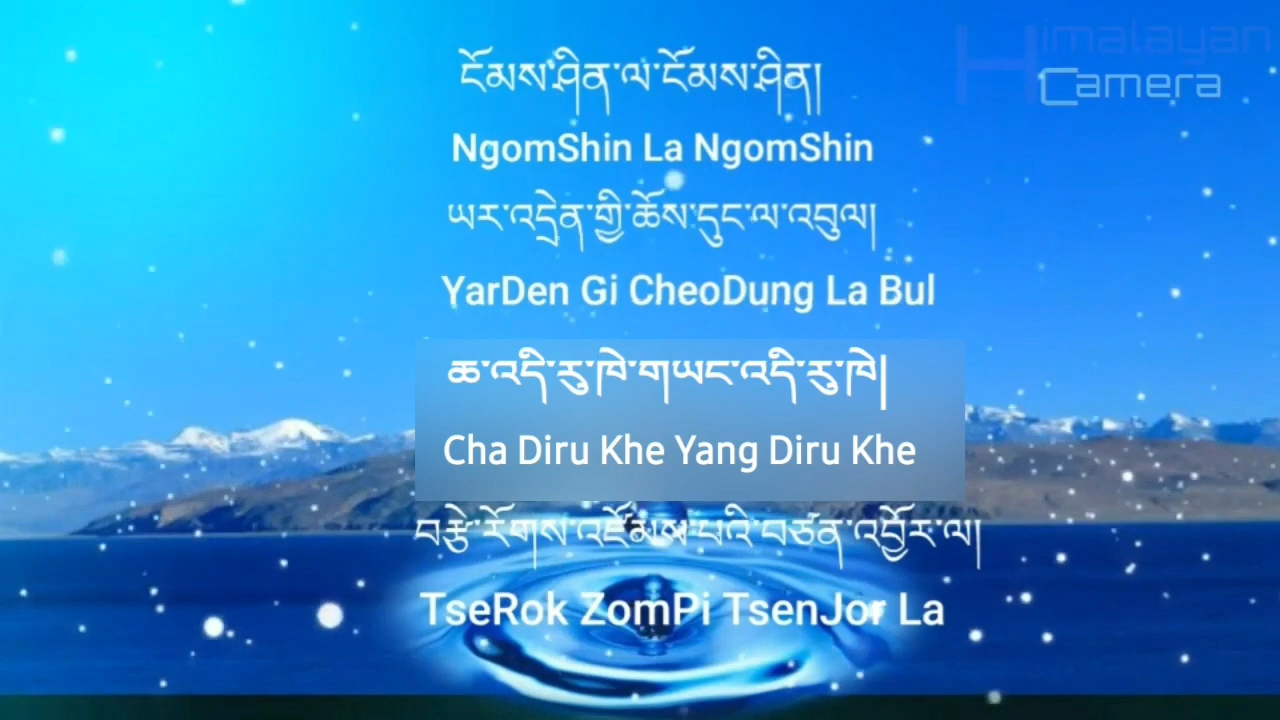 Himalayan
Camera
ངོམས་ཤིན་ལ་ངོམས་ཤིན།
NgomShin La NgomShin
ཡར་འདྲེན་གྱི་ཆོས་དུང་ལ་འབུལ།
YarDen Gi CheoDung La Bul
ཆ་འདི་རུ་ཁེ་གཡང་འདི་རུ་ཁེ།
Cha Diru Khe Yang Diru Khe
བརྩེ་རོགས་འཛོམས་པའི་བཙན་འབྱོར་ལ།
TseRok ZomPi TsenJor La